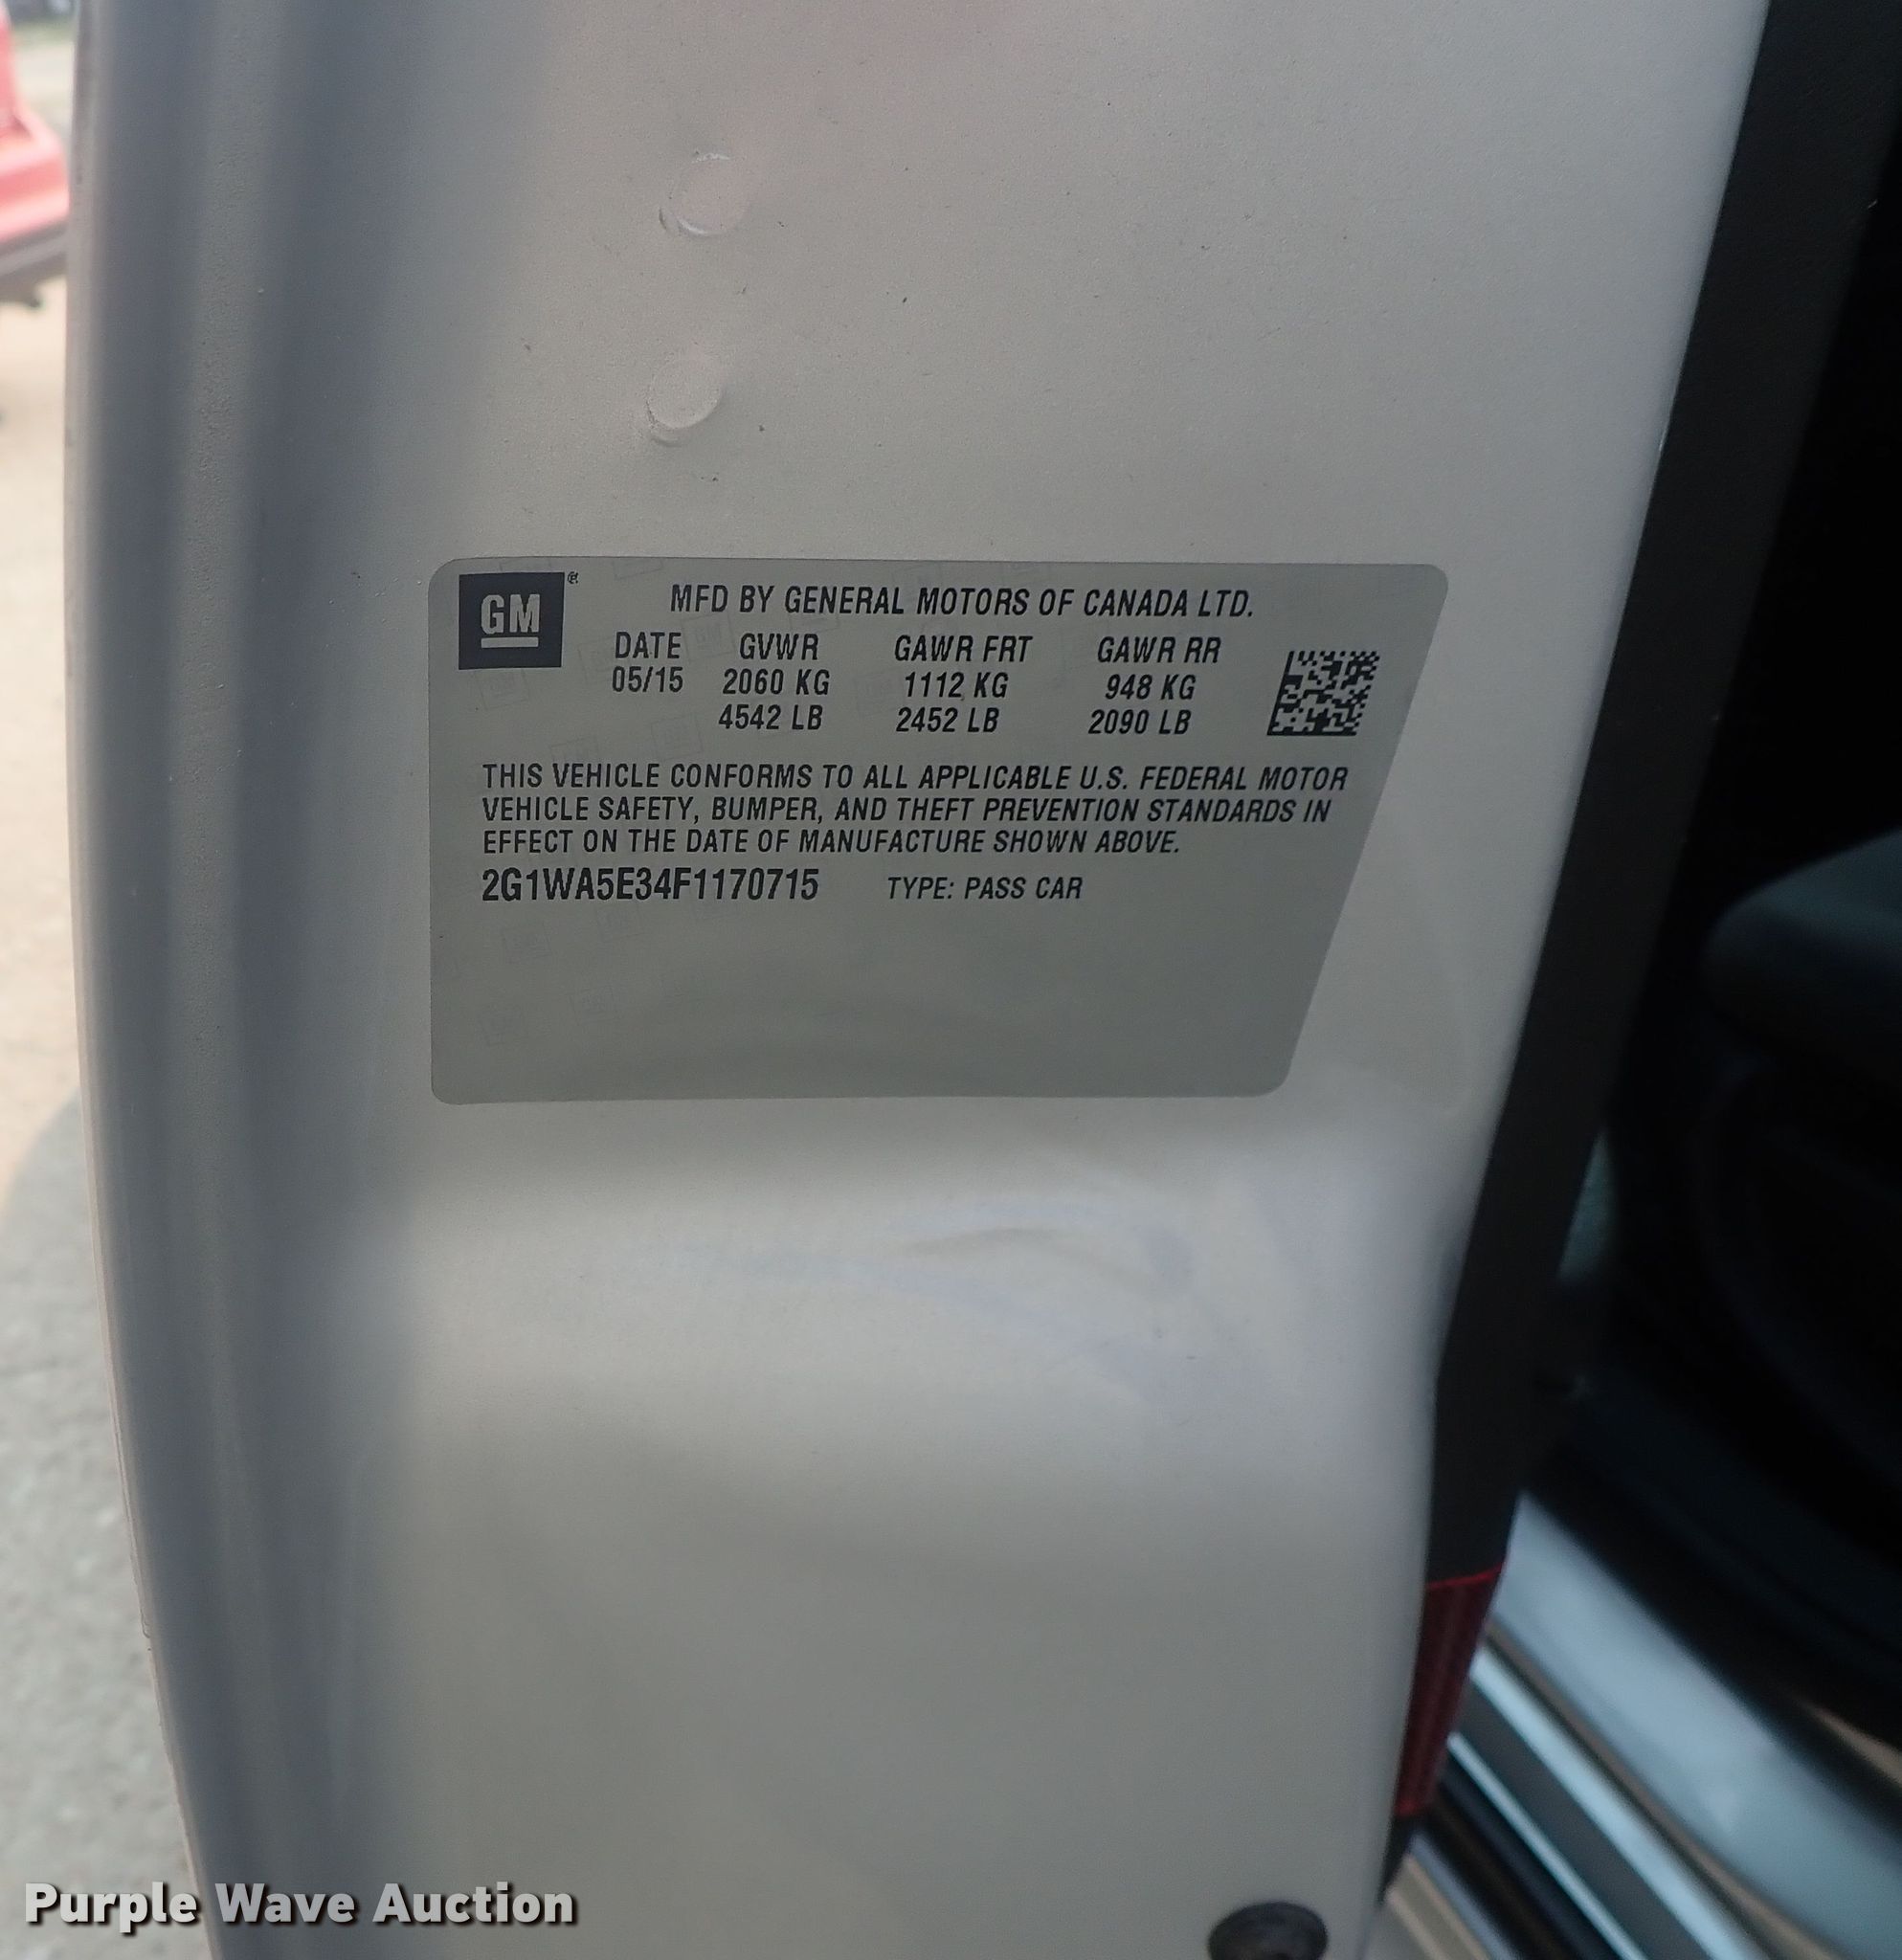 GM ®
MFD BY GENERAL MOTORS OF CANADA LTD.
DATE GVWR GAWR FRT GAWR RR
05/15 2060 KG 1112 KG 948 KG
4542 LB 2452 LB 2090 LB
THIS VEHICLE CONFORMS TO ALL APPLICABLE U.S. FEDERAL MOTOR
VEHICLE SAFETY, BUMPER, AND THEFT PREVENTION STANDARDS IN
EFFECT ON THE DATE OF MANUFACTURE SHOWN ABOVE.
2G1WA5E34F1170715 TYPE: PASS CAR
Purple Wave Auction